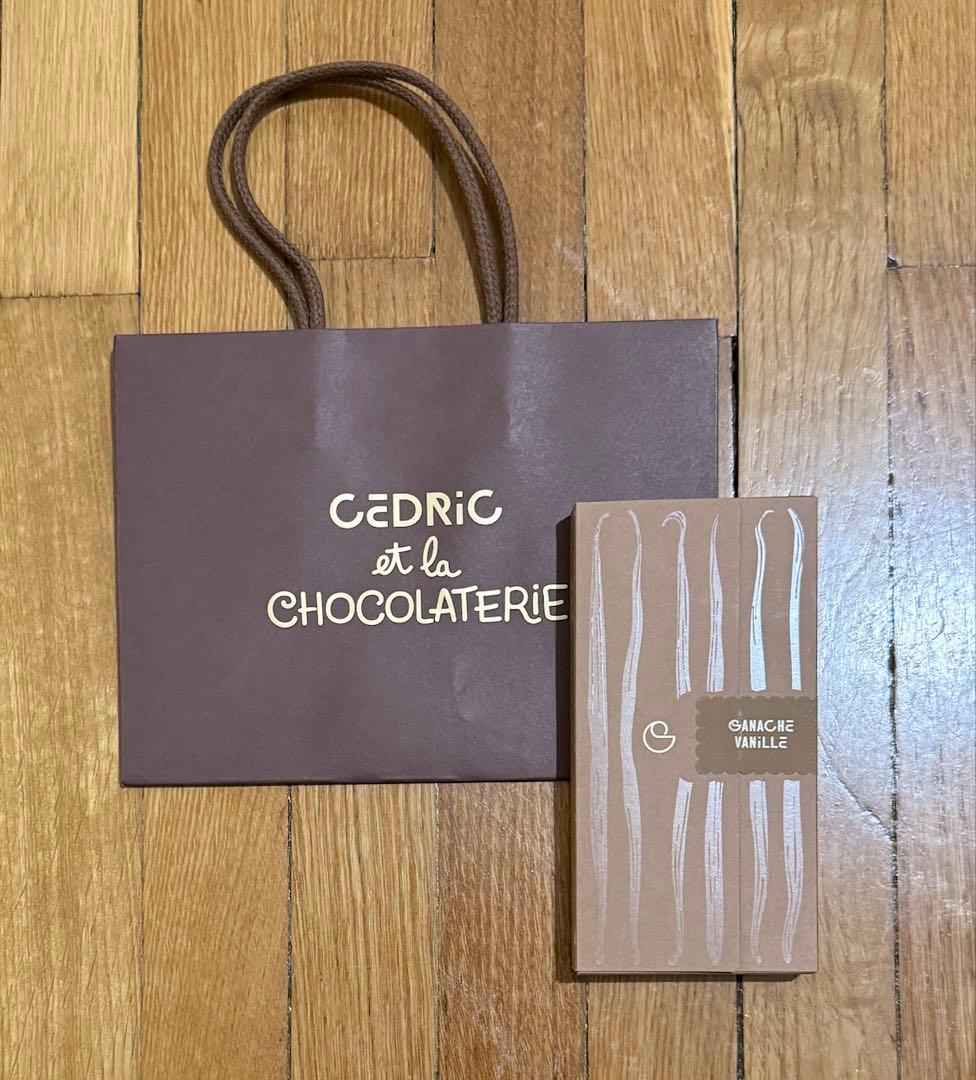 CEDRiC
et la
CHOCOLATERiE
GANACHE
VANiLLE